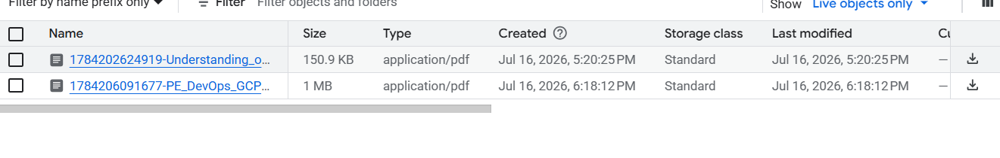 Filter by name prefix only Filter Filter objects and folders Show Live objects only
Name Size Type Created Storage class Last modified
1784202624919-Understanding_o… 150.9 KB application/pdf Jul 16, 2026, 5:20:25 PM Standard Jul 16, 2026, 5:20:25 PM —
1784206091677-PE_DevOps_GCP… 1 MB application/pdf Jul 16, 2026, 6:18:12 PM Standard Jul 16, 2026, 6:18:12 PM —